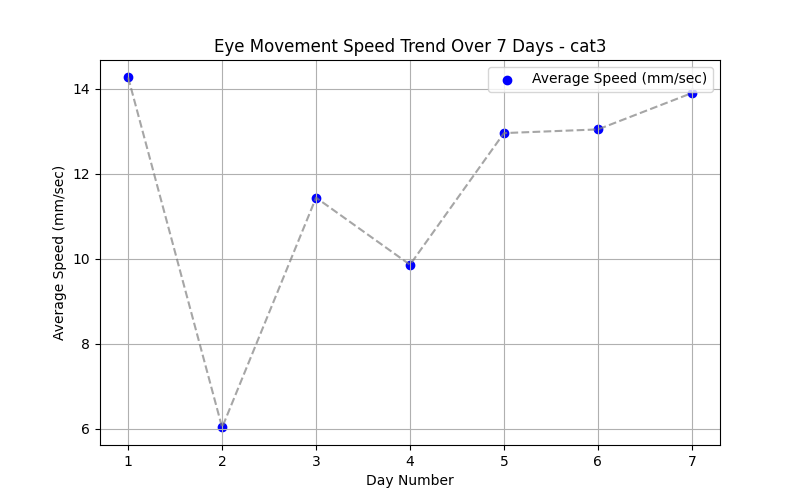 Eye Movement Speed Trend Over 7 Days - cat3
Average Speed (mm/sec)
14
12
10
8
6
Average Speed (mm/sec)
1 2 3 4 5 6 7
Day Number